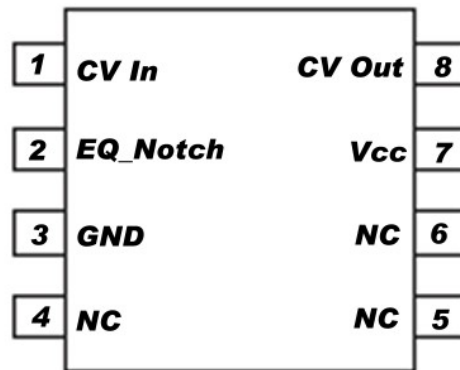 1 CV In CV Out 8
2 EQ_Notch Vcc 7
3 GND NC 6
4 NC NC 5